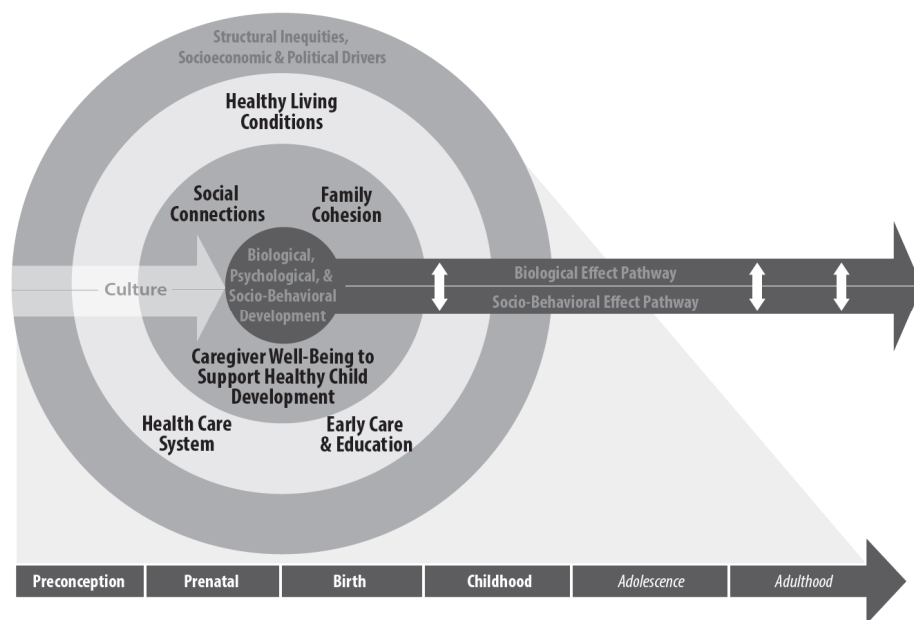 Structural Inequities,
Socioeconomic & Political Drivers
Healthy Living
Conditions
Social
Connections
Family
Cohesion
Biological,
Psychological, &
Socio-Behavioral
Development
Culture
Biological Effect Pathway
Socio-Behavioral Effect Pathway
Caregiver Well-Being to
Support Healthy Child
Development
Health Care
System
Early Care
& Education
Preconception
Prenatal
Birth
Childhood
Adolescence
Adulthood